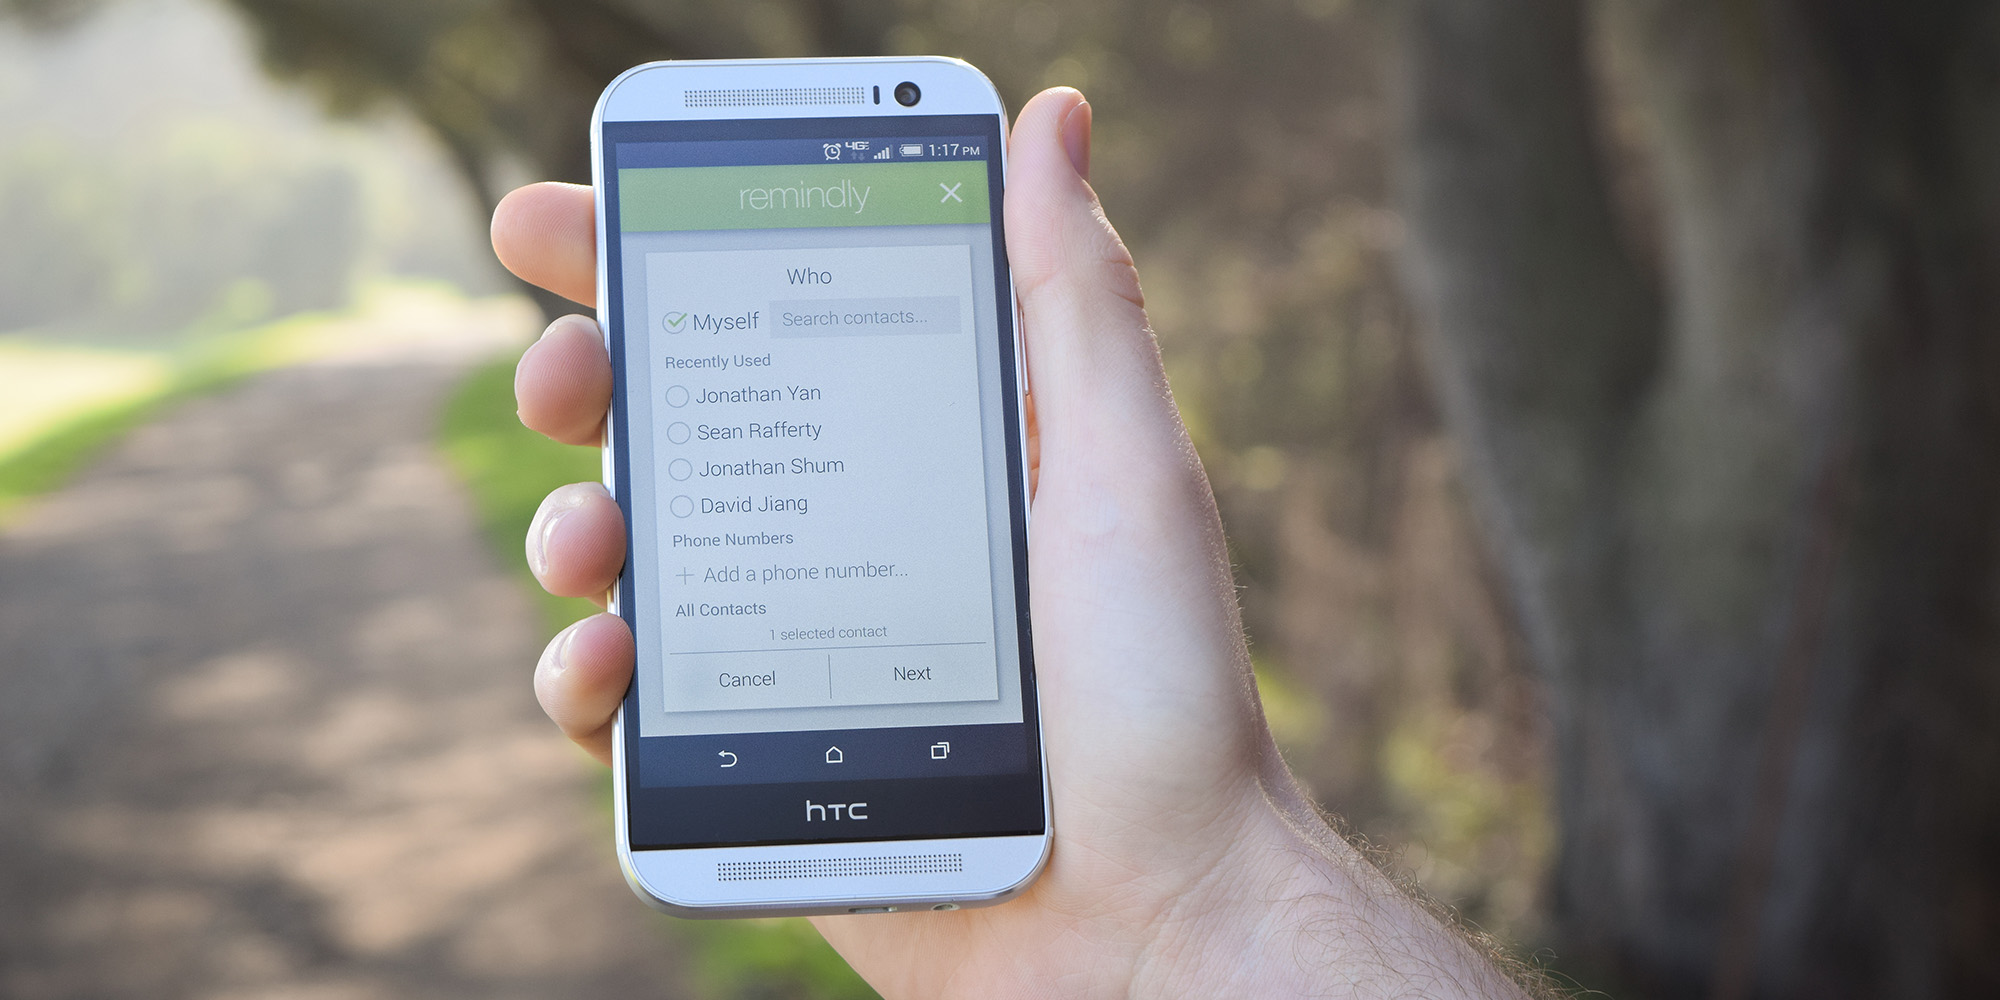 4G LTE 1:17 PM
remindly
Who
Myself Search contacts...
Recently Used
Jonathan Yan
Sean Rafferty
Jonathan Shum
David Jiang
Phone Numbers
+ Add a phone number...
All Contacts
1 selected contact
Cancel Next
hTC